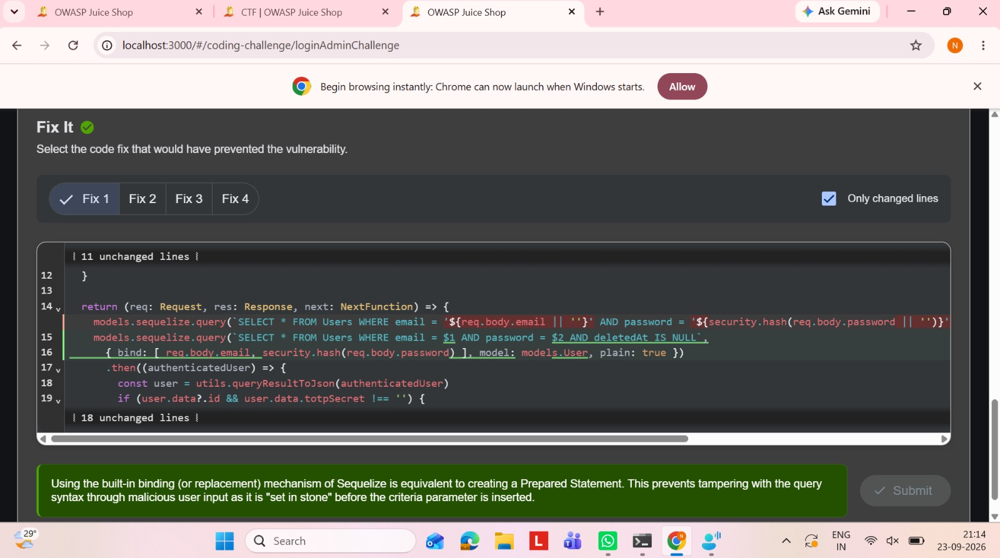 OWASP Juice Shop
CTF | OWASP Juice Shop
OWASP Juice Shop
Ask Gemini
localhost:3000/#/coding-challenge/loginAdminChallenge
N
Begin browsing instantly: Chrome can now launch when Windows starts.
Allow
Fix It
Select the code fix that would have prevented the vulnerability.
Fix 1
Fix 2
Fix 3
Fix 4
Only changed lines
11 unchanged lines
12 }
13
14 return (req: Request, res: Response, next: NextFunction) => {
models.sequelize.query(`SELECT * FROM Users WHERE email = '${req.body.email || ''}' AND password = '${security.hash(req.body.password || '')}'
15 models.sequelize.query(`SELECT * FROM Users WHERE email = $1 AND password = $2 AND deletedAt IS NULL`,
16 { bind: [ req.body.email, security.hash(req.body.password) ], model: models.User, plain: true })
17 .then((authenticatedUser) => {
18 const user = utils.queryResultToJson(authenticatedUser)
19 if (user.data?.id && user.data.totpSecret !== '') {
18 unchanged lines
Using the built-in binding (or replacement) mechanism of Sequelize is equivalent to creating a Prepared Statement. This prevents tampering with the query
syntax through malicious user input as it is "set in stone" before the criteria parameter is inserted.
Submit
29°
Search
L
ENG
IN
21:14
23-09-2026